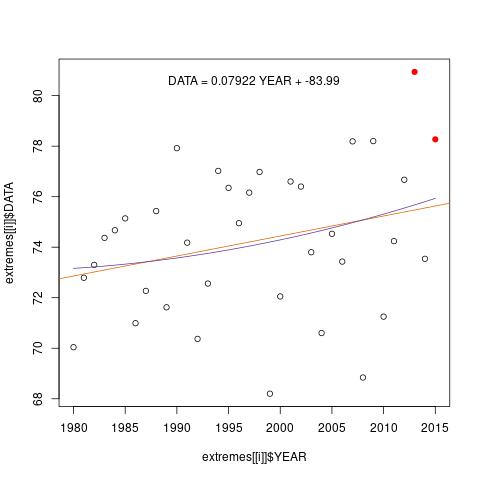 DATA = 0.07922 YEAR + -83.99
extremes[[i]]$DATA
80
78
76
74
72
70
68
1980 1985 1990 1995 2000 2005 2010 2015
extremes[[i]]$YEAR